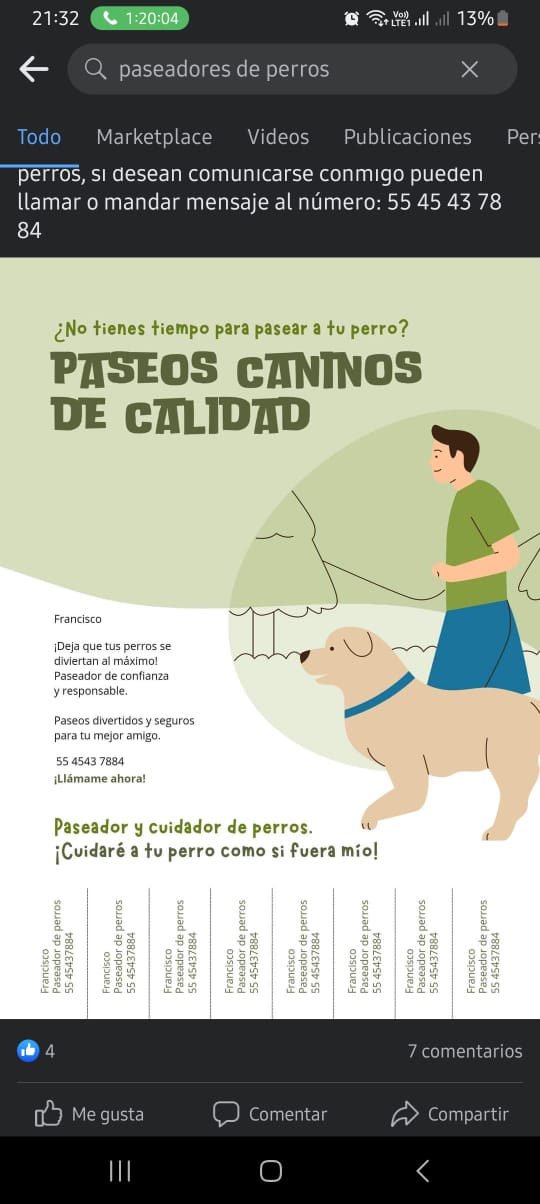 21:32
1:20:04
Vo))
LTE1
13%
paseadores de perros
Todo
Marketplace
Videos
Publicaciones
Per
perros, si desean comunicarse conmigo pueden
llamar o mandar mensaje al número: 55 45 43 78
84
¿No tienes tiempo para pasear a tu perro?
PASEOS CANINOS
DE CALIDAD
Francisco
¡Deja que tus perros se
diviertan al máximo!
Paseador de confianza
y responsable.
Paseos divertidos y seguros
para tu mejor amigo.
55 4543 7884
¡Llámame ahora!
Paseador y cuidador de perros.
¡Cuidaré a tu perro como si fuera mío!
Francisco
Paseador de perros
55 45437884
Francisco
Paseador de perros
55 45437884
Francisco
Paseador de perros
55 45437884
Francisco
Paseador de perros
55 45437884
Francisco
Paseador de perros
55 45437884
Francisco
Paseador de perros
55 45437884
Francisco
Paseador de perros
55 45437884
Francisco
Paseador de perros
55 45437884
4
7 comentarios
Me gusta
Comentar
Compartir